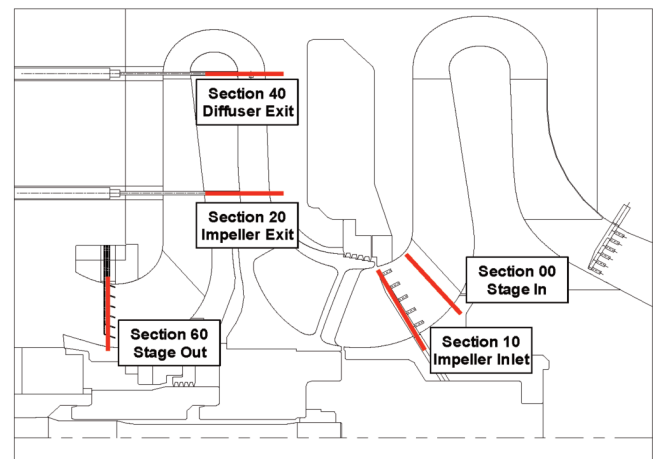 Section 40
Diffuser Exit
Section 20
Impeller Exit
Section 00
Stage In
Section 60
Stage Out
Section 10
Impeller Inlet